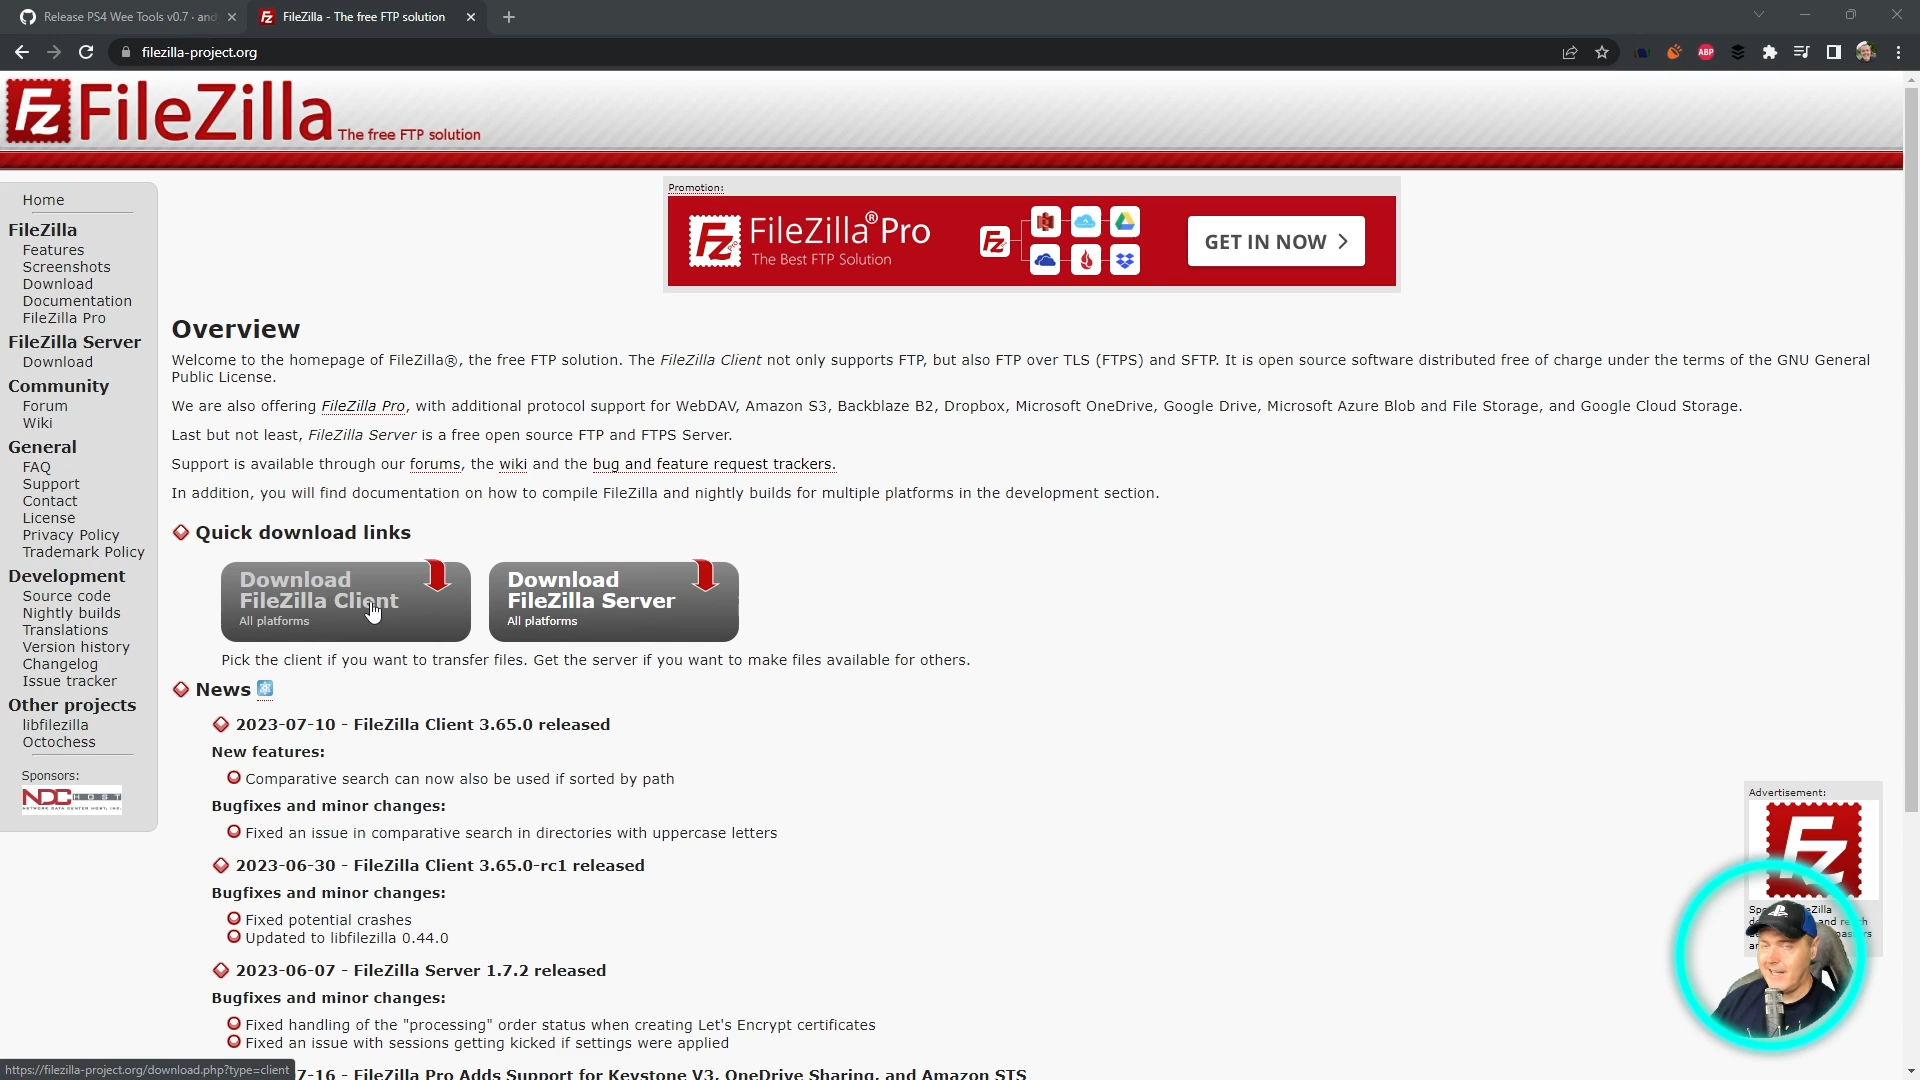 Release PS4 Wee Tools v0.7 · and
FileZilla - The free FTP solution
filezilla-project.org
ABP
FileZilla The free FTP solution
Home
FileZilla
Features
Screenshots
Download
Documentation
FileZilla Pro
FileZilla Server
Download
Community
Forum
Wiki
General
FAQ
Support
Contact
License
Privacy Policy
Trademark Policy
Development
Source code
Nightly builds
Translations
Version history
Changelog
Issue tracker
Other projects
libfilezilla
Octochess
Sponsors:
NDC HOST
Promotion:
FileZilla® Pro
The Best FTP Solution
GET IN NOW
Overview
Welcome to the homepage of FileZilla®, the free FTP solution. The FileZilla Client not only supports FTP, but also FTP over TLS (FTPS) and SFTP. It is open source software distributed free of charge under the terms of the GNU General
Public License.
We are also offering FileZilla Pro, with additional protocol support for WebDAV, Amazon S3, Backblaze B2, Dropbox, Microsoft OneDrive, Google Drive, Microsoft Azure Blob and File Storage, and Google Cloud Storage.
Last but not least, FileZilla Server is a free open source FTP and FTPS Server.
Support is available through our forums, the wiki and the bug and feature request trackers.
In addition, you will find documentation on how to compile FileZilla and nightly builds for multiple platforms in the development section.
Quick download links
Download
FileZilla Client
All platforms
Download
FileZilla Server
All platforms
Pick the client if you want to transfer files. Get the server if you want to make files available for others.
News
2023-07-10 - FileZilla Client 3.65.0 released
New features:
Comparative search can now also be used if sorted by path
Bugfixes and minor changes:
Fixed an issue in comparative search in directories with uppercase letters
2023-06-30 - FileZilla Client 3.65.0-rc1 released
Bugfixes and minor changes:
Fixed potential crashes
Updated to libfilezilla 0.44.0
2023-06-07 - FileZilla Server 1.7.2 released
Bugfixes and minor changes:
Fixed handling of the "processing" order status when creating Let's Encrypt certificates
Fixed an issue with sessions getting kicked if settings were applied
7-16 - FileZilla Pro Adds Support for Keystone V3, OneDrive Sharing, and Amazon STS
Advertisement:
https://filezilla-project.org/download.php?type=client